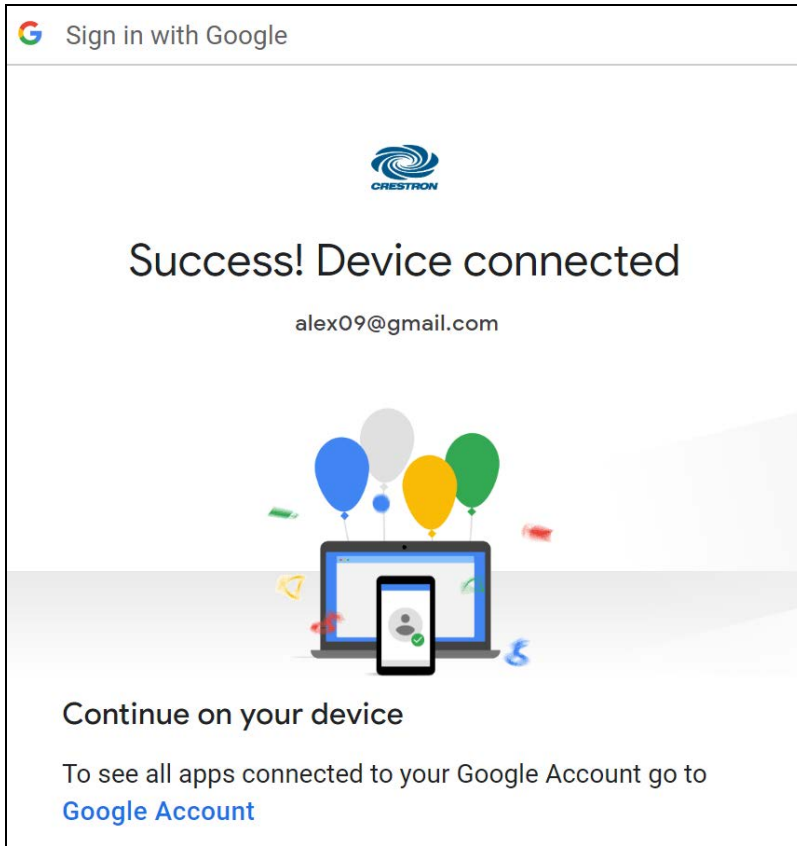 Sign in with Google
CRESTRON
Success! Device connected
alex09@gmail.com
Continue on your device
To see all apps connected to your Google Account go to
Google Account